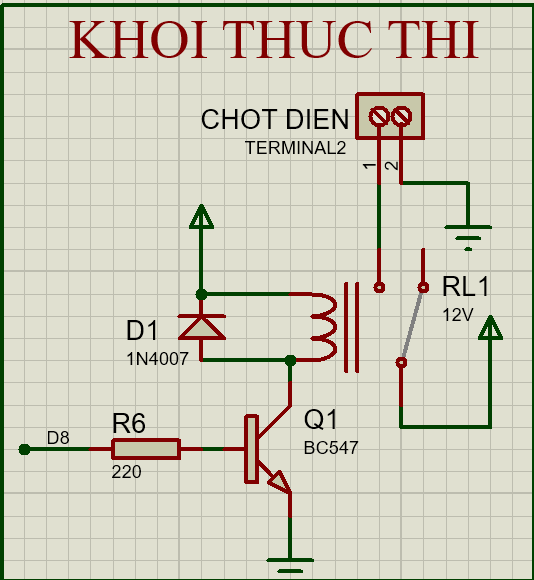 KHOI THUC THI
CHOT DIEN
TERMINAL2
1
2
RL1
12V
D1
1N4007
R6
220
D8
Q1
BC547